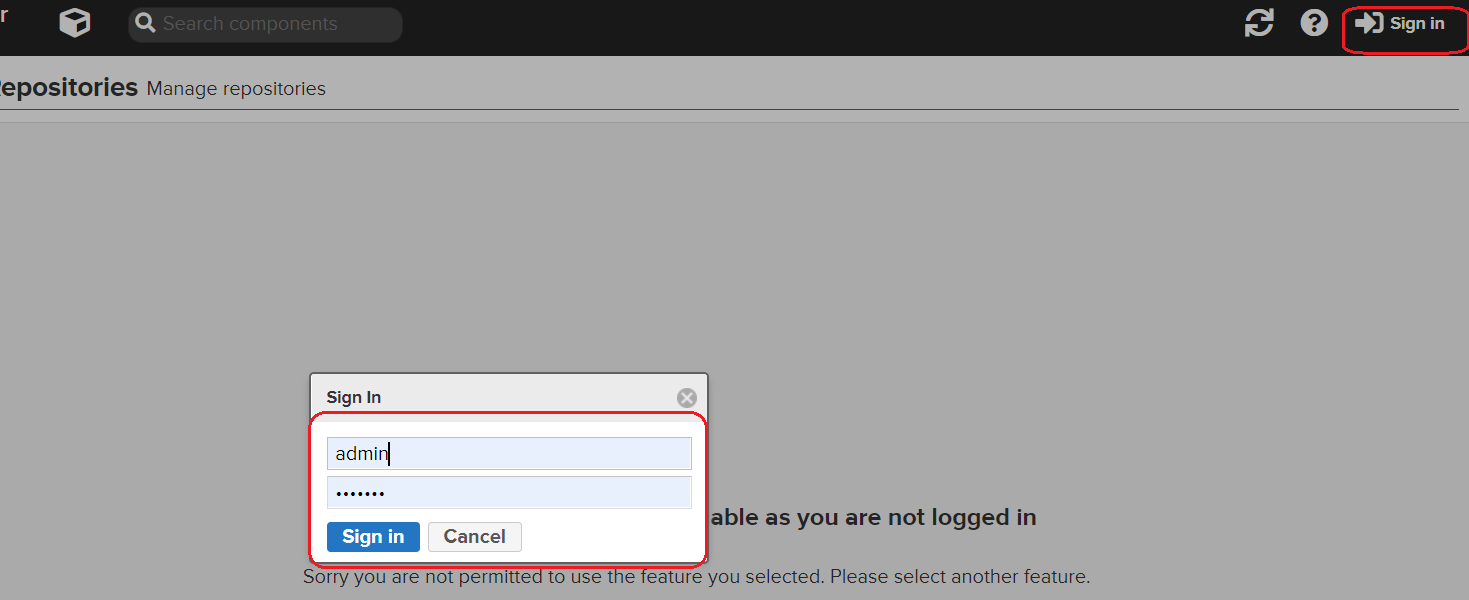 r
Search components
Sign in
epositories Manage repositories
Sign In
admin
•••••••
Sign in Cancel
able as you are not logged in
Sorry you are not permitted to use the feature you selected. Please select another feature.